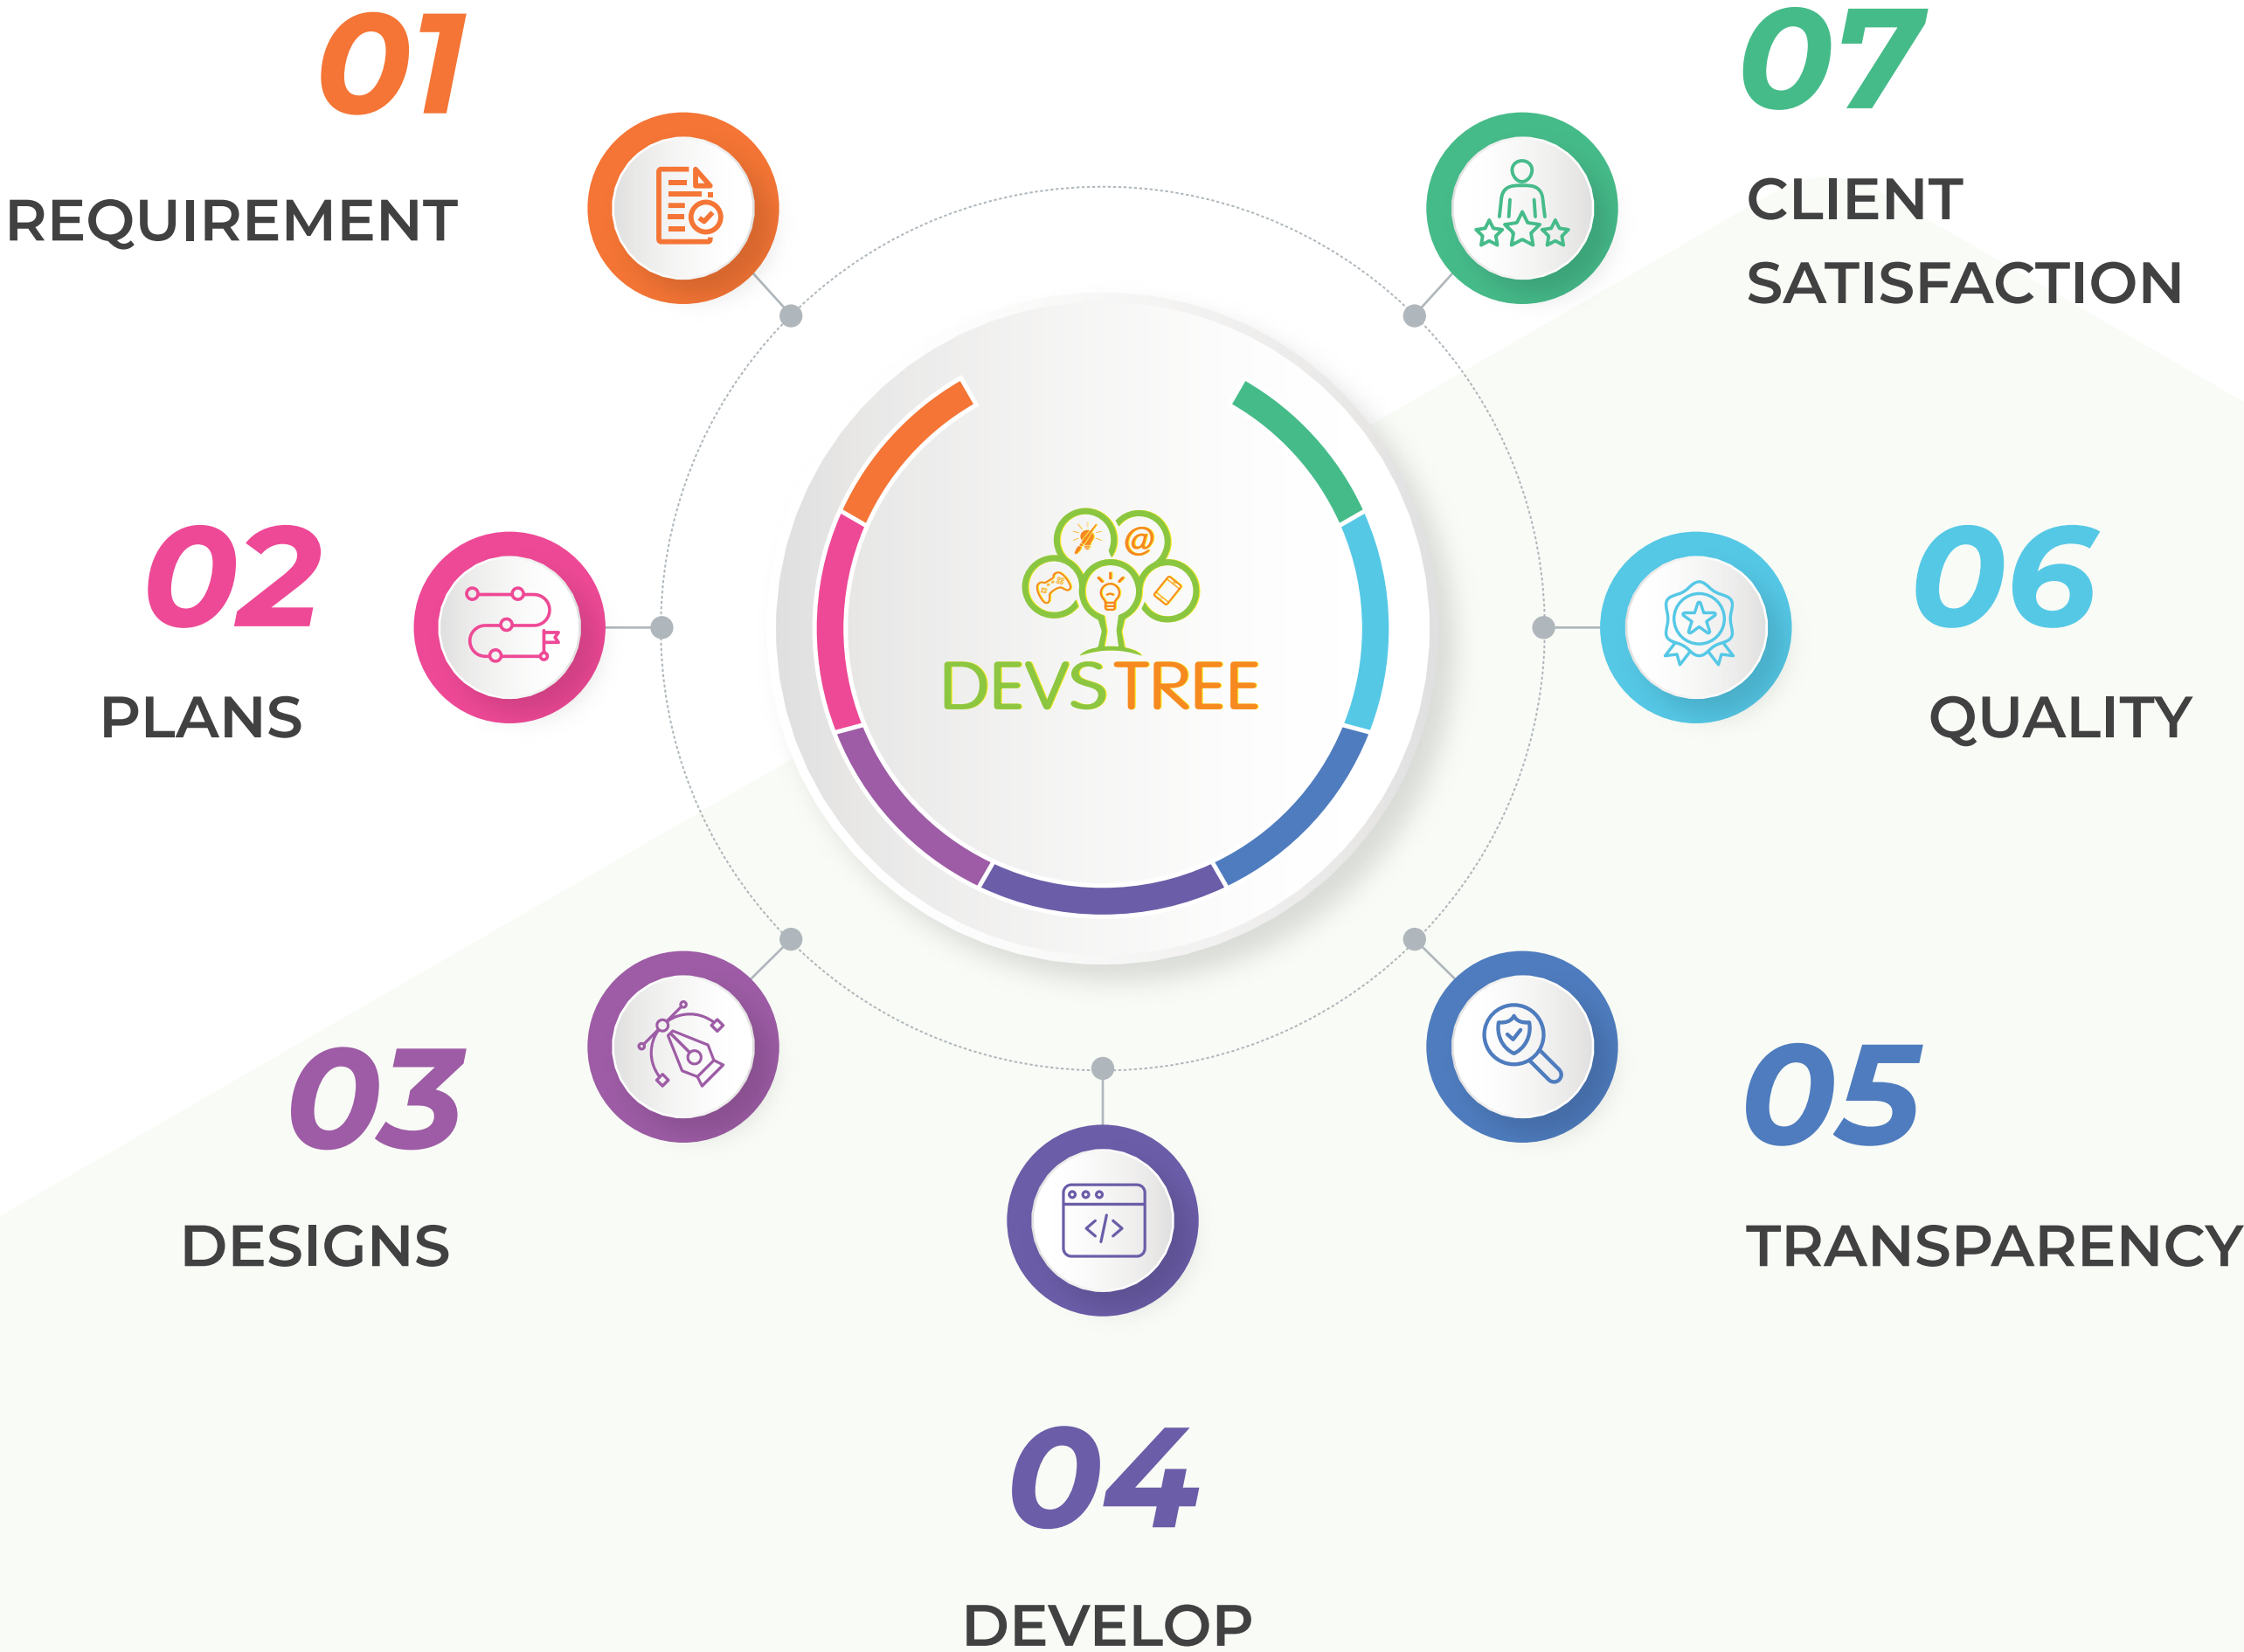 01
REQUIREMENT
02
PLANS
03
DESIGNS
04
DEVELOP
05
TRANSPARENCY
06
QUALITY
07
CLIENT
SATISFACTION
@
</>
DEVSTREE